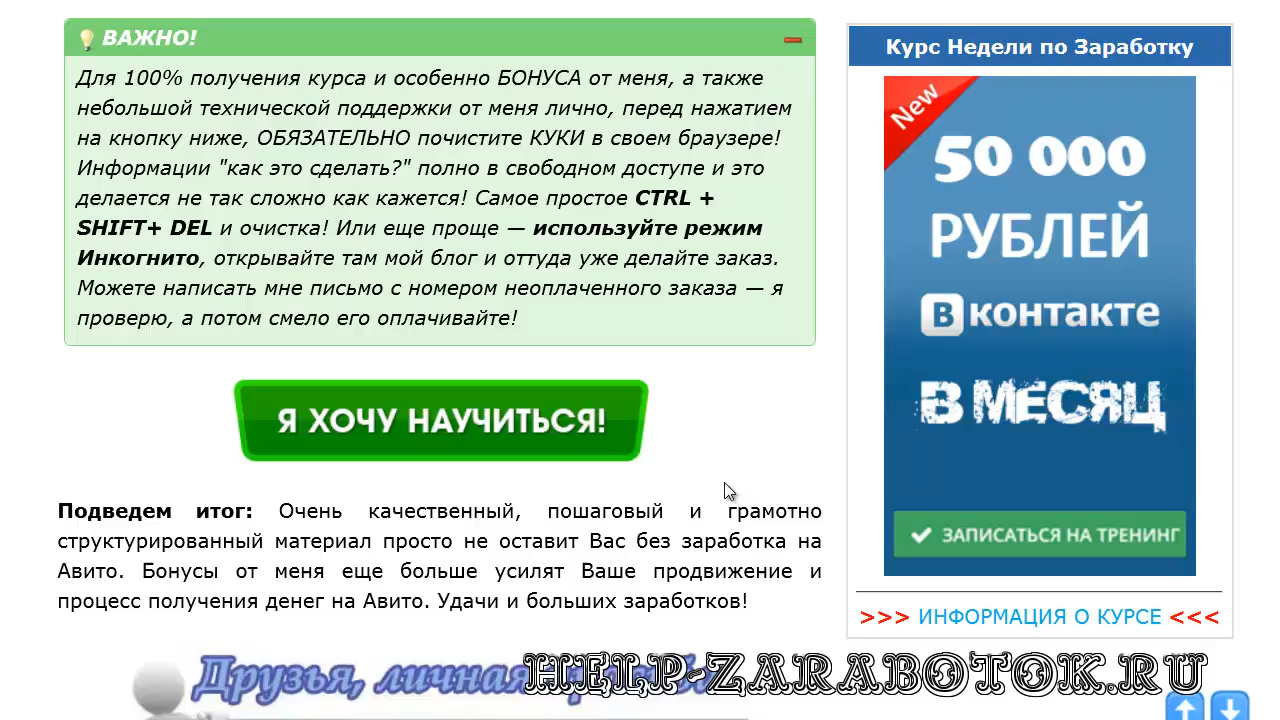 ВАЖНО!
Для 100% получения курса и особенно БОНУСА от меня, а также
небольшой технической поддержки от меня лично, перед нажатием
на кнопку ниже, ОБЯЗАТЕЛЬНО почистите КУКИ в своем браузере!
Информации "как это сделать?" полно в свободном доступе и это
делается не так сложно как кажется! Самое простое CTRL +
SHIFT+ DEL и очистка! Или еще проще — используйте режим
Инкогнито, открывайте там мой блог и оттуда уже делайте заказ.
Можете написать мне письмо с номером неоплаченного заказа — я
проверю, а потом смело его оплачивайте!
Я ХОЧУ НАУЧИТЬСЯ!
Подведем итог: Очень качественный, пошаговый и грамотно
структурированный материал просто не оставит Вас без заработка на
Авито. Бонусы от меня еще больше усилят Ваше продвижение и
процесс получения денег на Авито. Удачи и больших заработков!
Друзья, личная
Курс Недели по Заработку
New
50 000
РУБЛЕЙ
В контакте
В МЕСЯЦ
ЗАПИСАТЬСЯ НА ТРЕНИНГ
>>> ИНФОРМАЦИЯ О КУРСЕ <<<
HELP-ZARABOTOK.RU